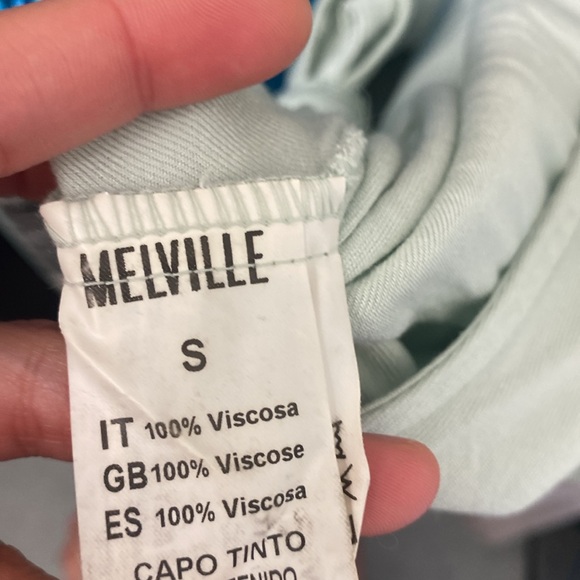 MELVILLE
S
IT 100% Viscosa
GB 100% Viscose
ES 100% Viscosa
CAPO TINTO